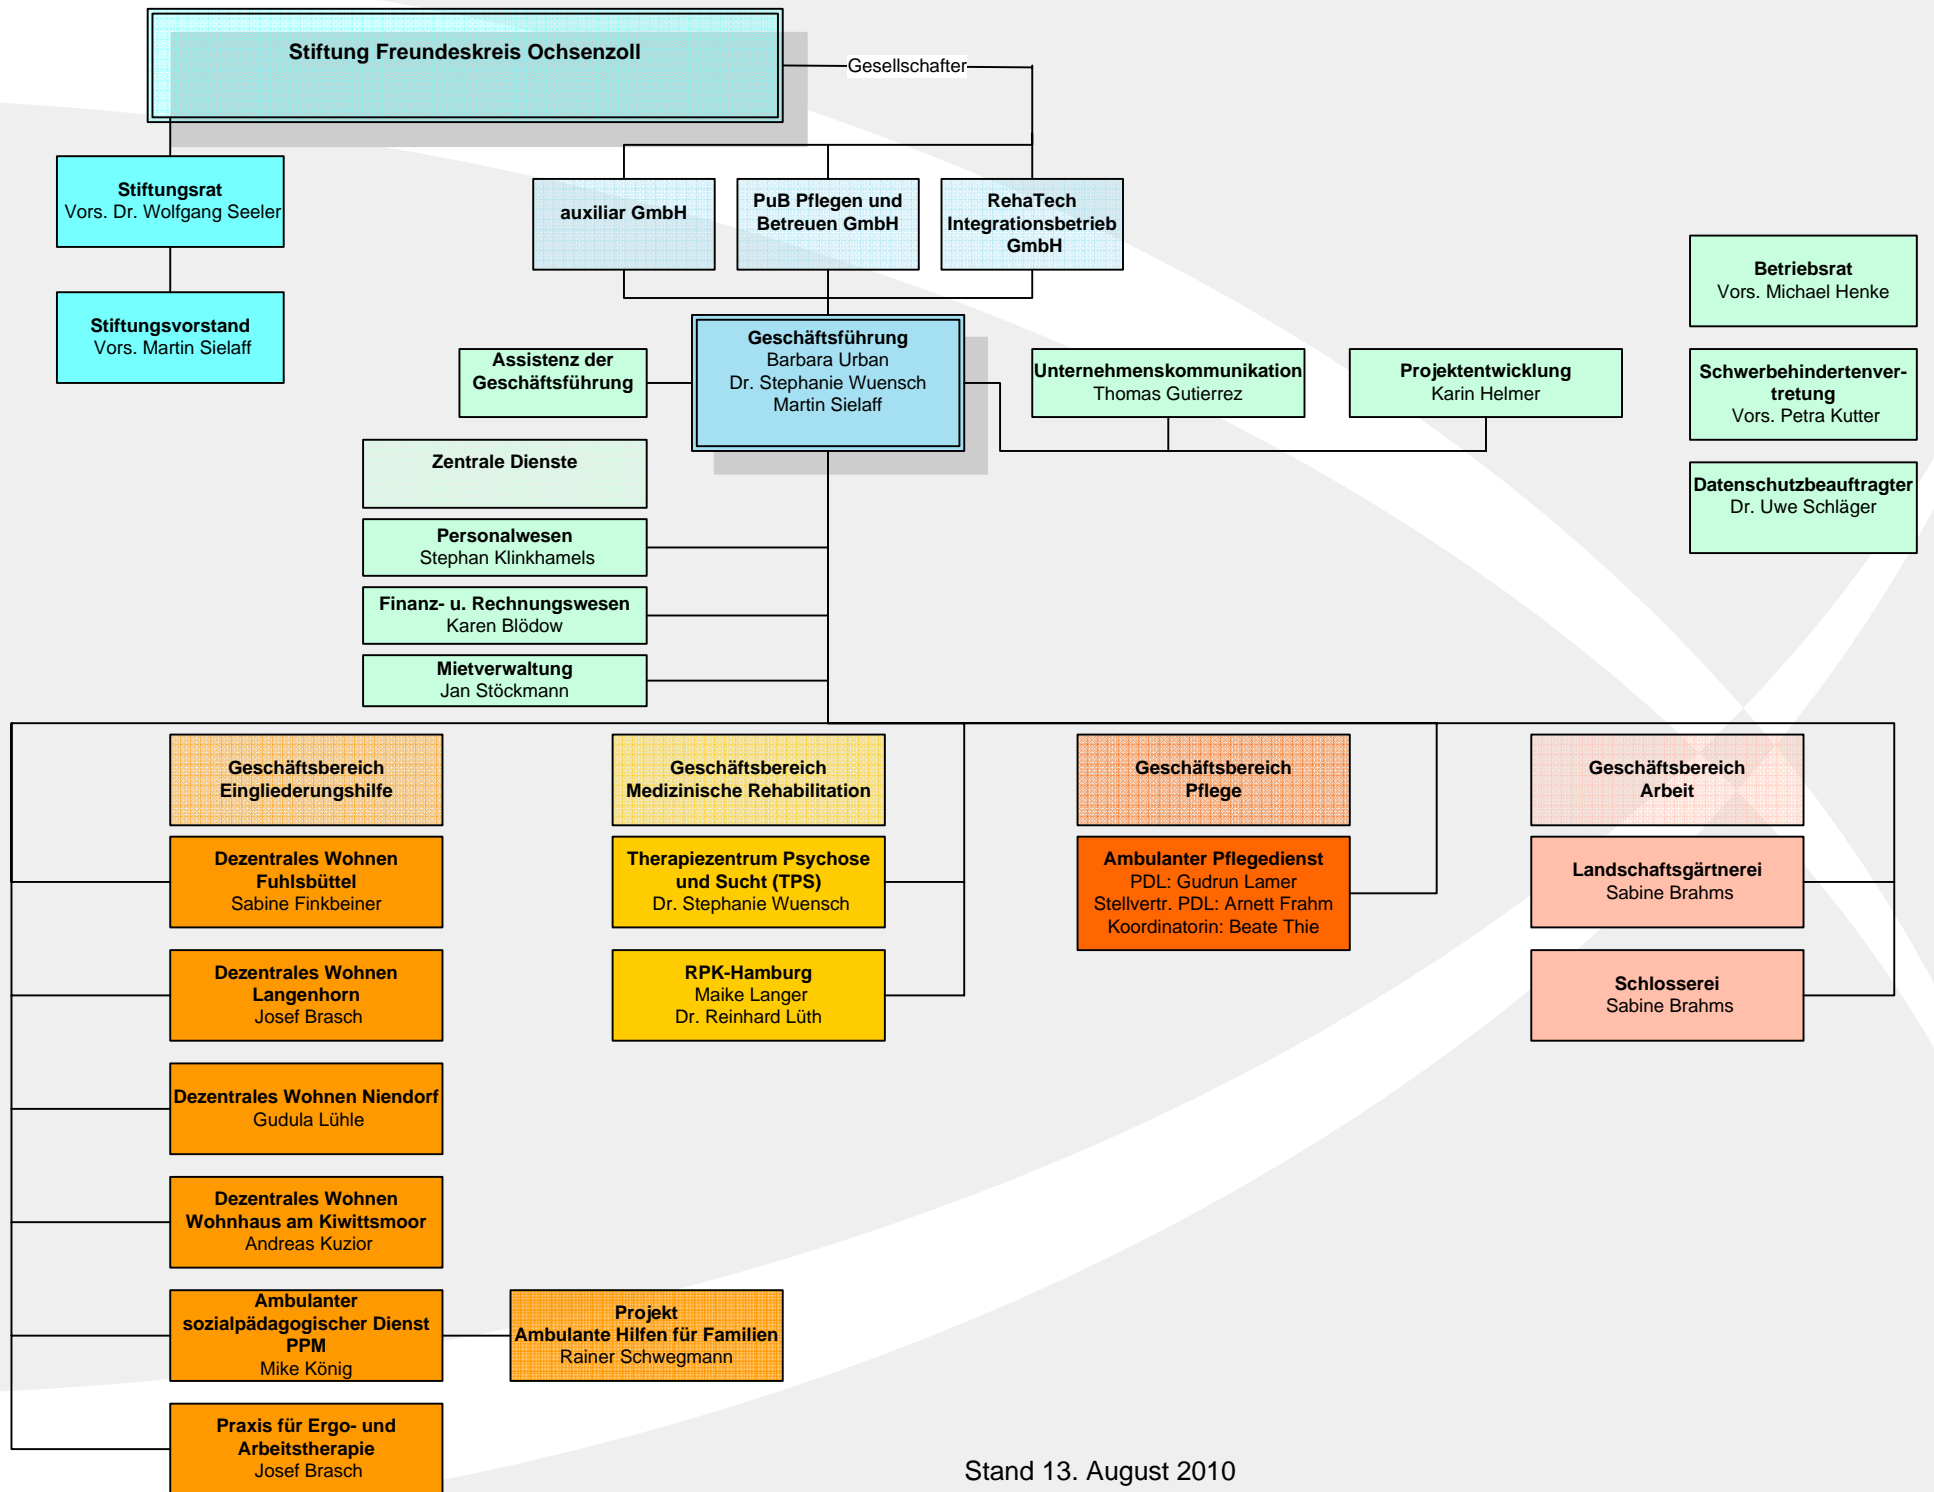 Stiftung Freundeskreis Ochsenzoll
Gesellschafter
Stiftungsrat
Vors. Dr. Wolfgang Seeler
Stiftungsvorstand
Vors. Martin Sielaff
auxiliar GmbH
PuB Pflegen und
Betreuen GmbH
RehaTech
Integrationsbetrieb
GmbH
Betriebsrat
Vors. Michael Henke
Schwerbehindertenver-
tretung
Vors. Petra Kutter
Datenschutzbeauftragter
Dr. Uwe Schläger
Assistenz der
Geschäftsführung
Geschäftsführung
Barbara Urban
Dr. Stephanie Wuensch
Martin Sielaff
Unternehmenskommunikation
Thomas Gutierrez
Projektentwicklung
Karin Helmer
Zentrale Dienste
Personalwesen
Stephan Klinkhamels
Finanz- u. Rechnungswesen
Karen Blödow
Mietverwaltung
Jan Stöckmann
Geschäftsbereich
Eingliederungshilfe
Dezentrales Wohnen
Fuhlsbüttel
Sabine Finkbeiner
Dezentrales Wohnen
Langenhorn
Josef Brasch
Dezentrales Wohnen Niendorf
Gudula Lühle
Dezentrales Wohnen
Wohnhaus am Kiwittsmoor
Andreas Kuzior
Ambulanter
sozialpädagogischer Dienst
PPM
Mike König
Projekt
Ambulante Hilfen für Familien
Rainer Schwegmann
Praxis für Ergo- und
Arbeitstherapie
Josef Brasch
Geschäftsbereich
Medizinische Rehabilitation
Therapiezentrum Psychose
und Sucht (TPS)
Dr. Stephanie Wuensch
RPK-Hamburg
Maike Langer
Dr. Reinhard Lüth
Geschäftsbereich
Pflege
Ambulanter Pflegedienst
PDL: Gudrun Lamer
Stellvertr. PDL: Arnett Frahm
Koordinatorin: Beate Thie
Geschäftsbereich
Arbeit
Landschaftsgärtnerei
Sabine Brahms
Schlosserei
Sabine Brahms
Stand 13. August 2010